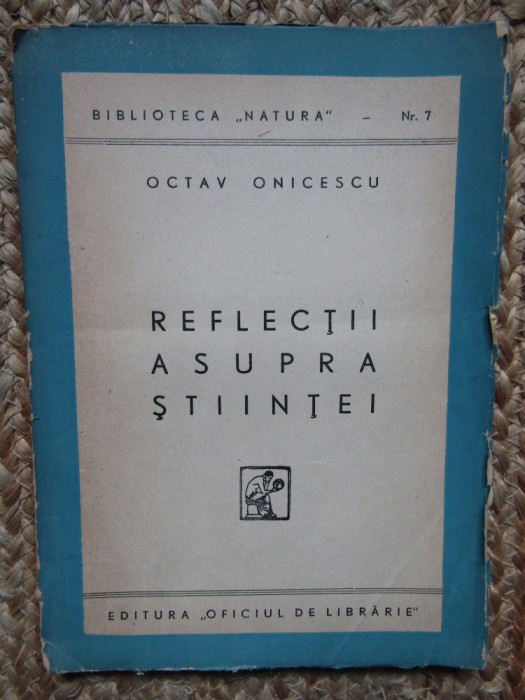 BIBLIOTECA „NATURA” – Nr. 7
OCTAV ONICESCU
REFLECŢII
ASUPRA
ŞTIINŢEI
EDITURA „OFICIUL DE LIBRĂRIE”